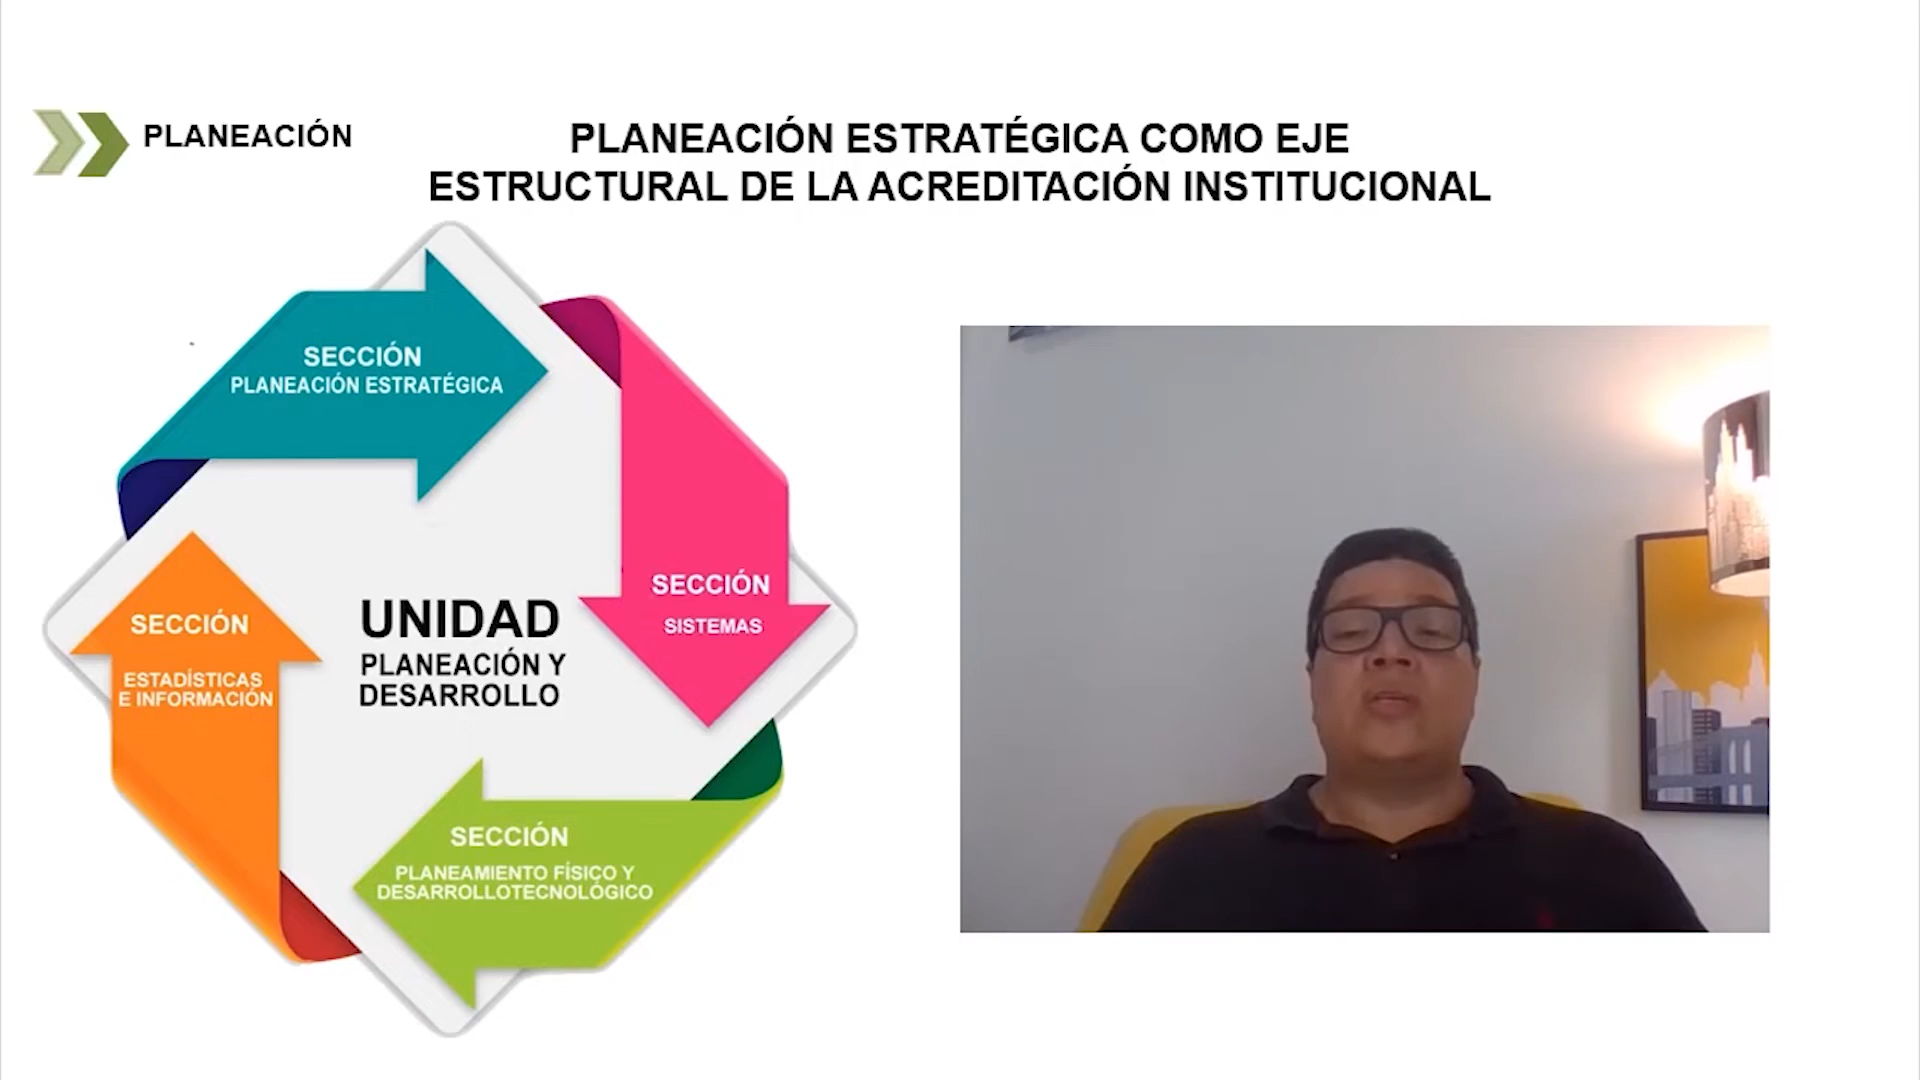 PLANEACIÓN
PLANEACIÓN ESTRATÉGICA COMO EJE
ESTRUCTURAL DE LA ACREDITACIÓN INSTITUCIONAL
SECCIÓN
PLANEACIÓN ESTRATÉGICA
SECCIÓN
SISTEMAS
SECCIÓN
ESTADÍSTICAS
E INFORMACIÓN
UNIDAD
PLANEACIÓN Y
DESARROLLO
SECCIÓN
PLANEAMIENTO FÍSICO Y
DESARROLLOTECNOLÓGICO